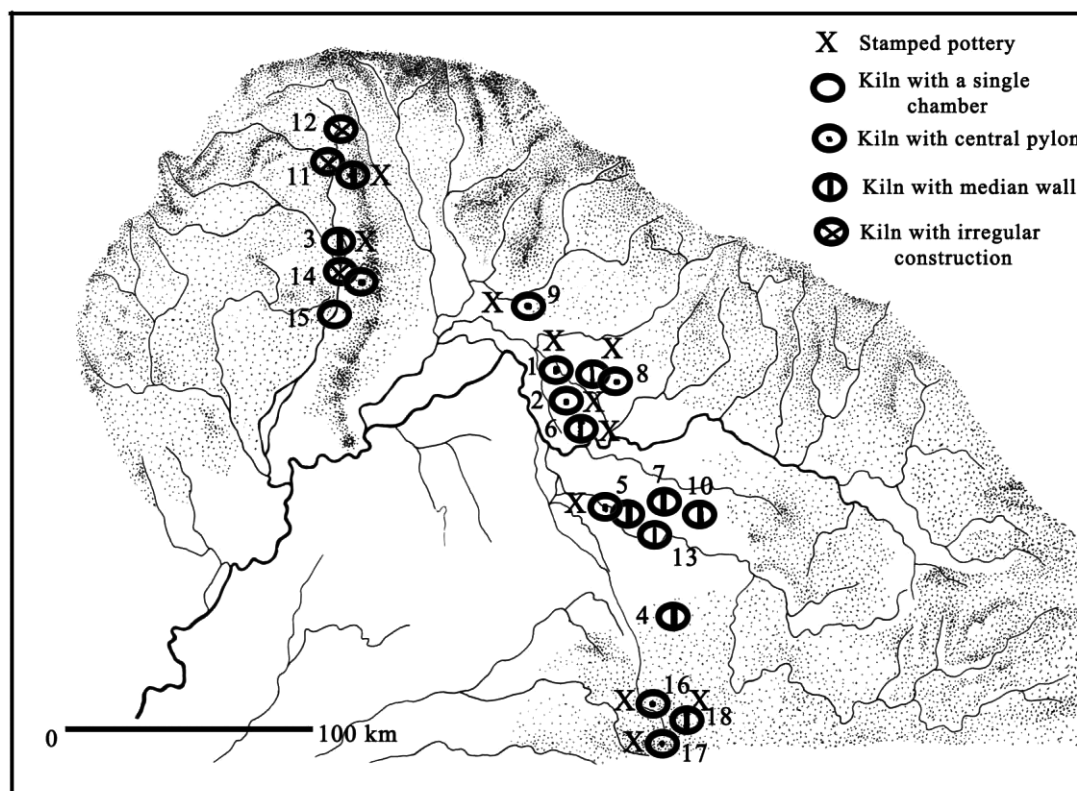 X Stamped pottery
Kiln with a single
chamber
Kiln with central pylon
Kiln with median wall
Kiln with irregular
construction
12
11
X
3
X
14
15
X
9
X
X
1
8
2
X
6
X
X
5
7
10
13
4
16
X
X
18
X
17
0
100 km